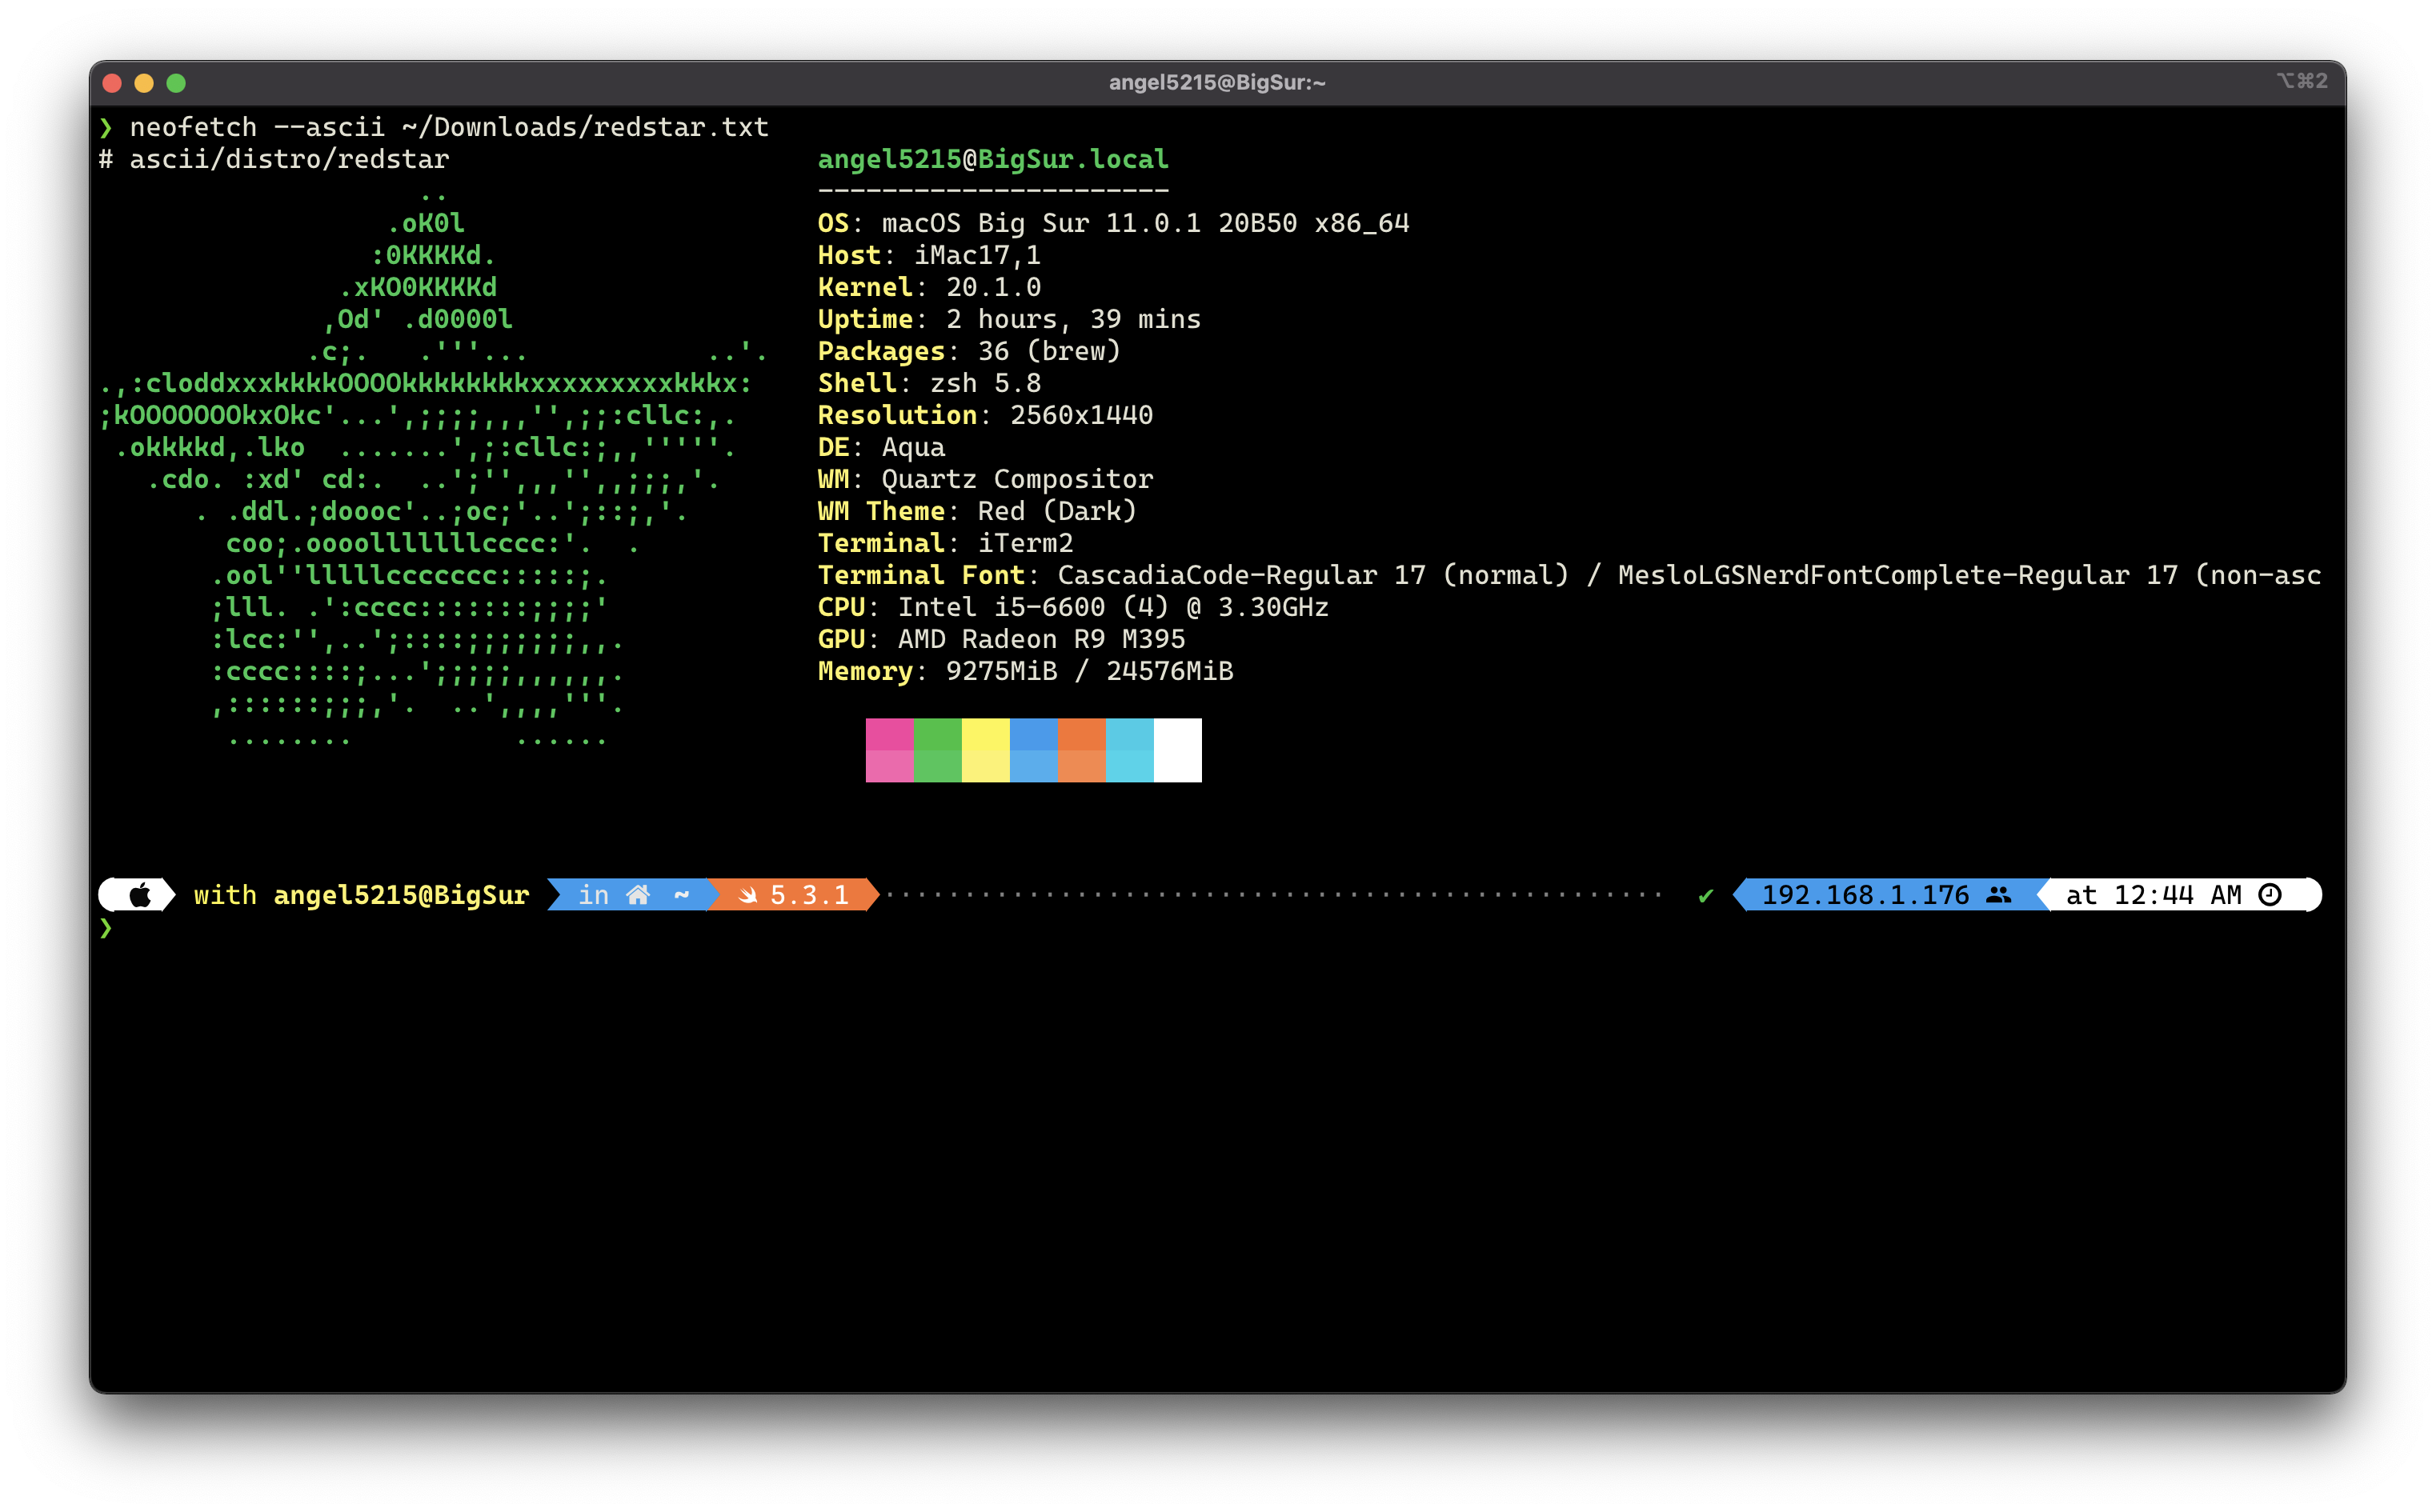 angel5215@BigSur:~
⌥⌘2
❯ neofetch --ascii ~/Downloads/redstar.txt
# ascii/distro/redstar
..
.oK0l
:0KKKKd.
.xKO0KKKKd
,Od' .d0000l
.c;.   .'''...           ..'.
.,:cloddxxxkkkkOOOOkkkkkkkkxxxxxxxxxkkkx:
;kOOOOOOOkxOkc'...',;;;;,,,'',;;:cllc:,.
.okkkkd,.lko  .......',;:cllc:;,,'''''.
.cdo. :xd' cd:.  ..';'',,,'',,;;;,'.
. .ddl.;doooc'..;oc;'..';::;,'.
coo;.oooolllllllcccc:'.  .
.ool''lllllccccccc:::::;.
;lll. .':cccc:::::::;;;;'
:lcc:'',..';::::;;;;;;;,,.
:cccc::::;...';;;;;,,,,,,.
,::::::;;;,'.  ..',,,,'''.
........          ......
angel5215@BigSur.local
----------------------
OS: macOS Big Sur 11.0.1 20B50 x86_64
Host: iMac17,1
Kernel: 20.1.0
Uptime: 2 hours, 39 mins
Packages: 36 (brew)
Shell: zsh 5.8
Resolution: 2560x1440
DE: Aqua
WM: Quartz Compositor
WM Theme: Red (Dark)
Terminal: iTerm2
Terminal Font: CascadiaCode-Regular 17 (normal) / MesloLGSNerdFontComplete-Regular 17 (non-asc
CPU: Intel i5-6600 (4) @ 3.30GHz
GPU: AMD Radeon R9 M395
Memory: 9275MiB / 24576MiB
with angel5215@BigSur in ~ 5.3.1 ✔ 192.168.1.176 at 12:44 AM
❯